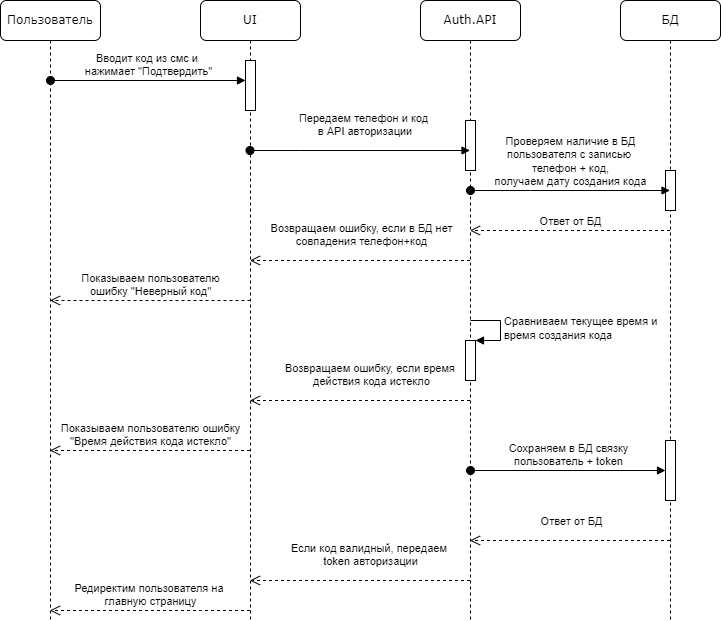 Пользователь
UI
Auth.API
БД
Вводит код из смс и
нажимает "Подтвердить"
Передаем телефон и код
в API авторизации
Проверяем наличие в БД
пользователя с записью
телефон + код,
получаем дату создания кода
Ответ от БД
Возвращаем ошибку, если в БД нет
совпадения телефон+код
Показываем пользователю
ошибку "Неверный код"
Сравниваем текущее время и
время создания кода
Возвращаем ошибку, если время
действия кода истекло
Показываем пользователю ошибку
"Время действия кода истекло"
Сохраняем в БД связку
пользователь + token
Ответ от БД
Если код валидный, передаем
token авторизации
Редиректим пользователя на
главную страницу